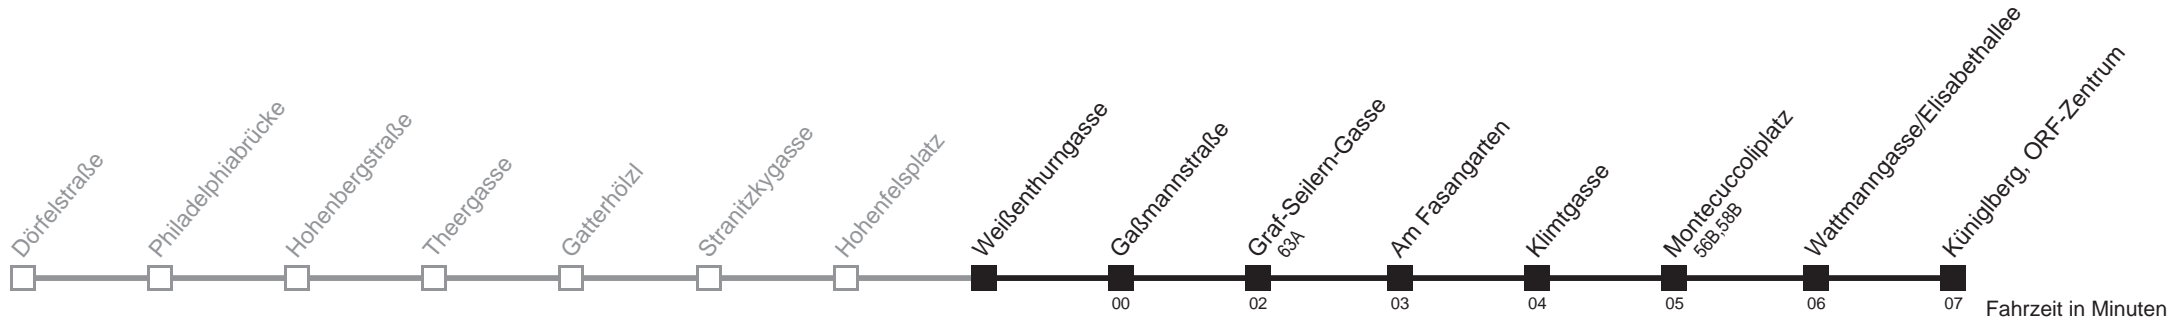 Dörfelstraße
Philadelphiabrücke
Hohenbergstraße
Theergasse
Gatterhölzl
Stranitzkygasse
Hohenfelsplatz
Weißenthurngasse
Gaßmannstraße
Graf-Seilern-Gasse
63A
Am Fasangarten
Klimtgasse
Montecuccoliplatz
56B,58B
Wattmanngasse/Elisabethallee
Küniglberg, ORF-Zentrum
00 02 03 04 05 06 07 Fahrzeit in Minuten